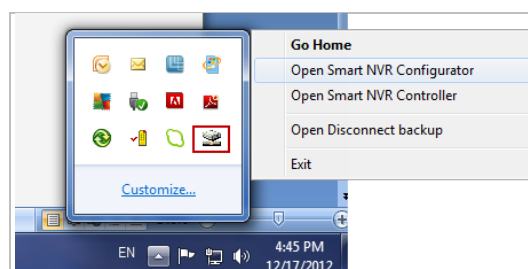 Go Home
Open Smart NVR Configurator
Open Smart NVR Controller
Open Disconnect backup
Exit
Customize...
EN
4:45 PM
12/17/2012